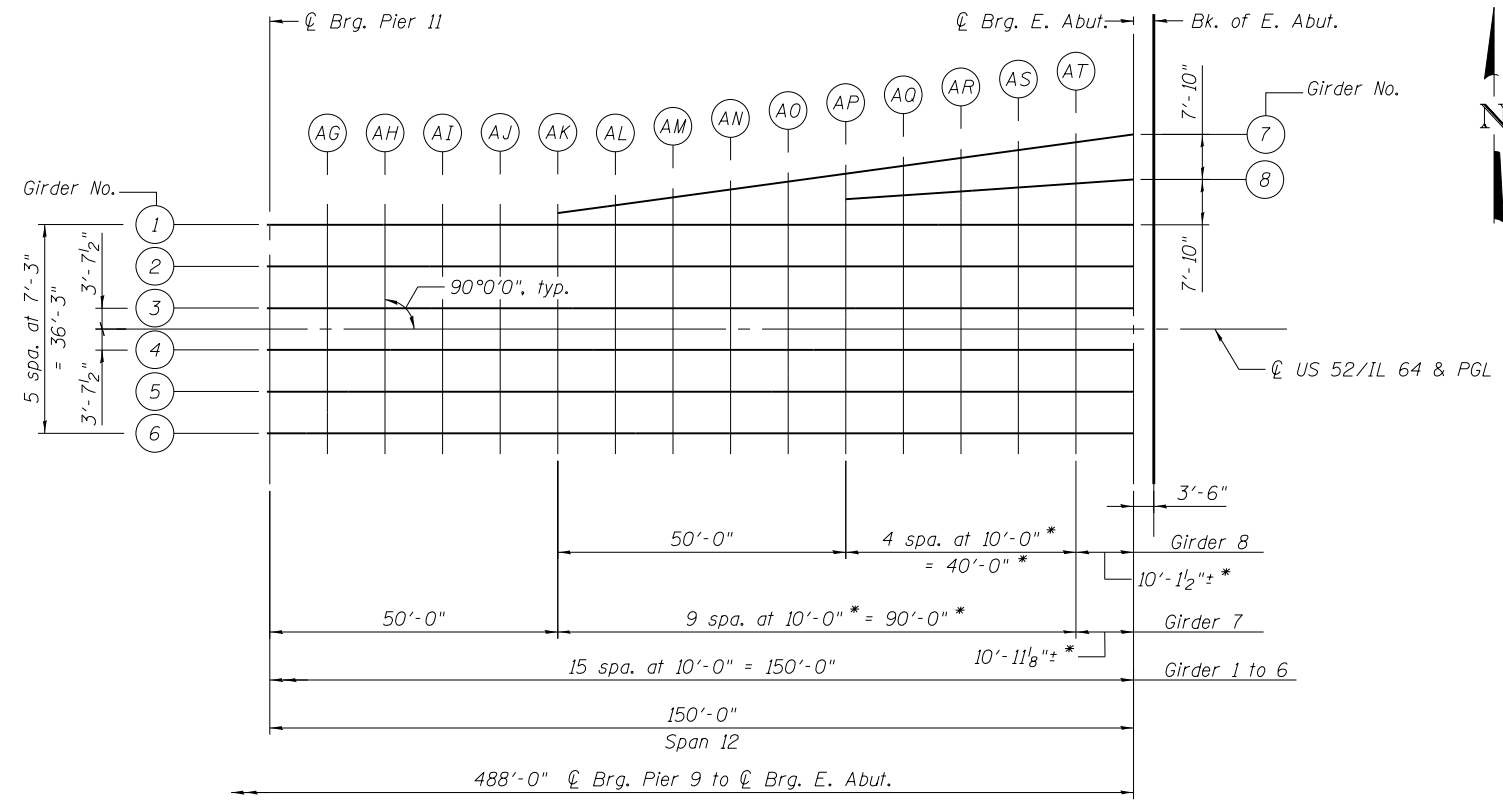 ℄ Brg. Pier 11
℄ Brg. E. Abut.
Bk. of E. Abut.
AG
AH
AI
AJ
AK
AL
AM
AN
AO
AP
AQ
AR
AS
AT
7'-10"
7'-10"
Girder No.
7
8
N
Girder No.
1
2
3
4
5
6
5 spa. at 7'-3"
= 36'-3"
3'-7½"
3'-7½"
90°0'0", typ.
℄ US 52/IL 64 & PGL
3'-6"
50'-0"
4 spa. at 10'-0" *
= 40'-0" *
Girder 8
10'-1½"± *
50'-0"
9 spa. at 10'-0" * = 90'-0" *
Girder 7
10'-11⅛"± *
15 spa. at 10'-0" = 150'-0"
Girder 1 to 6
150'-0"
Span 12
488'-0" ℄ Brg. Pier 9 to ℄ Brg. E. Abut.